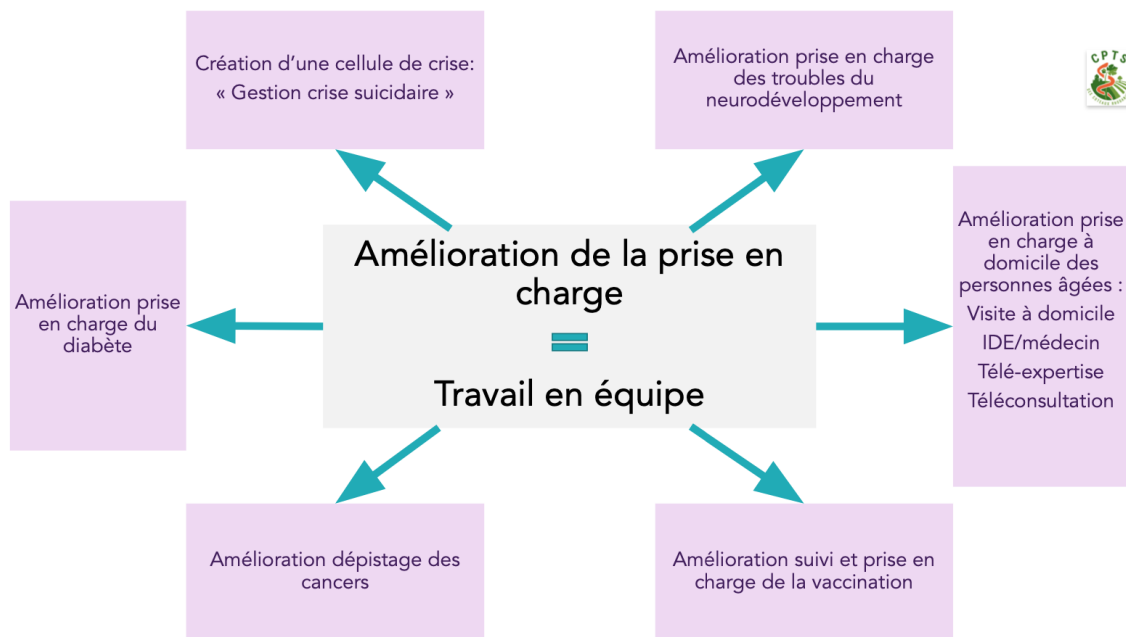 Création d’une cellule de crise:
« Gestion crise suicidaire »
Amélioration prise en charge
des troubles du
neurodéveloppement
CPTS
Amélioration prise
en charge du
diabète
Amélioration de la prise en
charge
=
Travail en équipe
Amélioration prise
en charge à
domicile des
personnes âgées :
Visite à domicile
IDE/médecin
Télé-expertise
Téléconsultation
Amélioration dépistage des
cancers
Amélioration suivi et prise en
charge de la vaccination